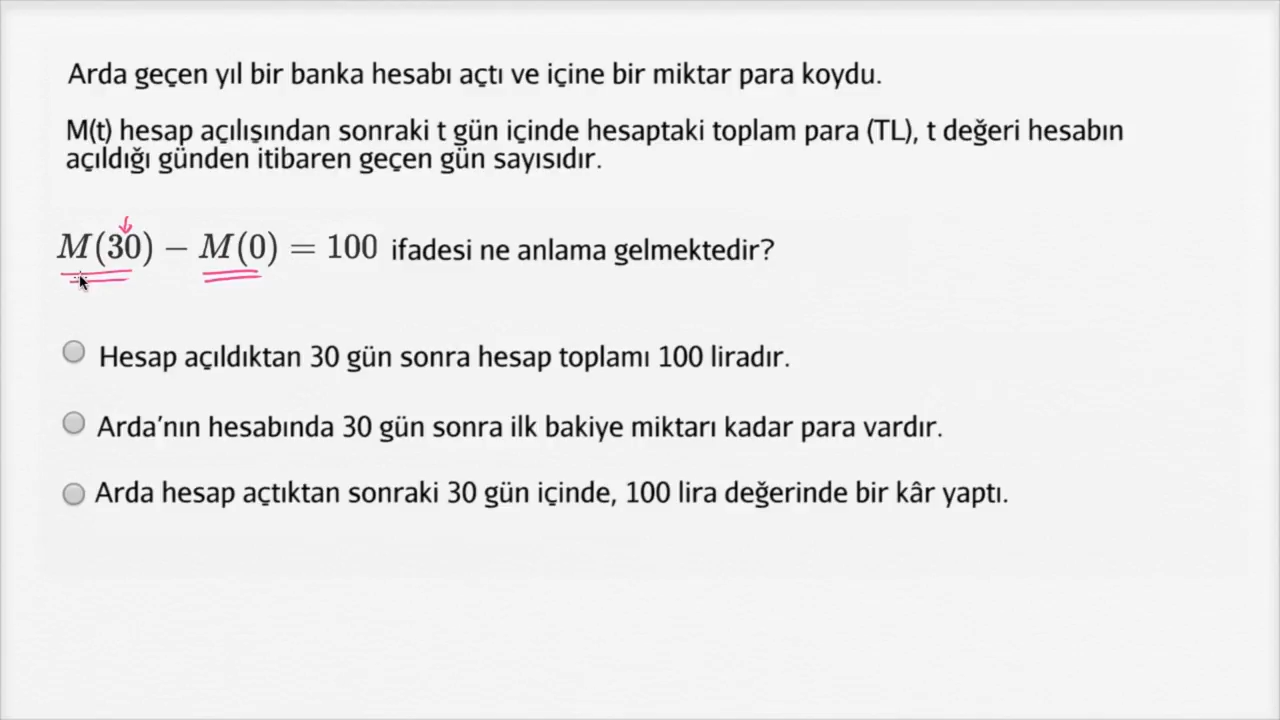 Arda geçen yıl bir banka hesabı açtı ve içine bir miktar para koydu.
M(t) hesap açılışından sonraki t gün içinde hesaptaki toplam para (TL), t değeri hesabın
açıldığı günden itibaren geçen gün sayısıdır.
M(30) − M(0) = 100 ifadesi ne anlama gelmektedir?
Hesap açıldıktan 30 gün sonra hesap toplamı 100 liradır.
Arda’nın hesabında 30 gün sonra ilk bakiye miktarı kadar para vardır.
Arda hesap açtıktan sonraki 30 gün içinde, 100 lira değerinde bir kâr yaptı.